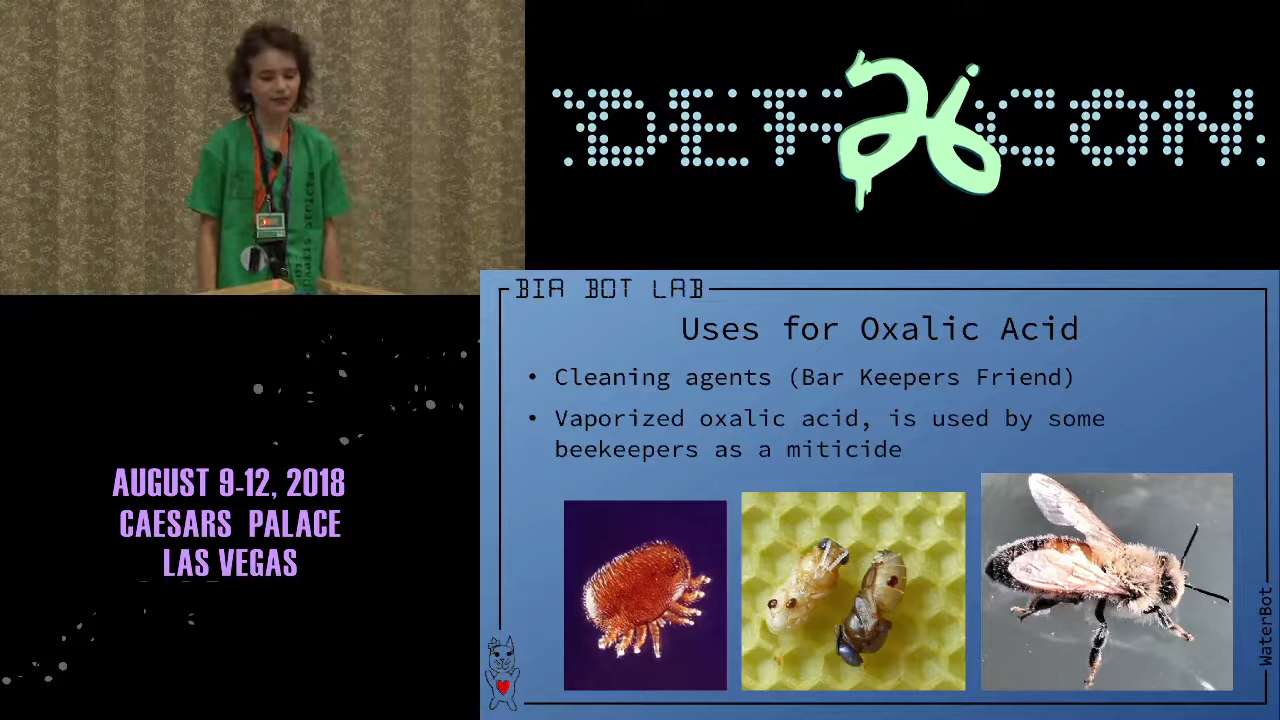 DEF 26 CON
BIA BOT LAB
Uses for Oxalic Acid
• Cleaning agents (Bar Keepers Friend)
• Vaporized oxalic acid, is used by some
beekeepers as a miticide
AUGUST 9-12, 2018
CAESARS PALACE
LAS VEGAS
WaterBot